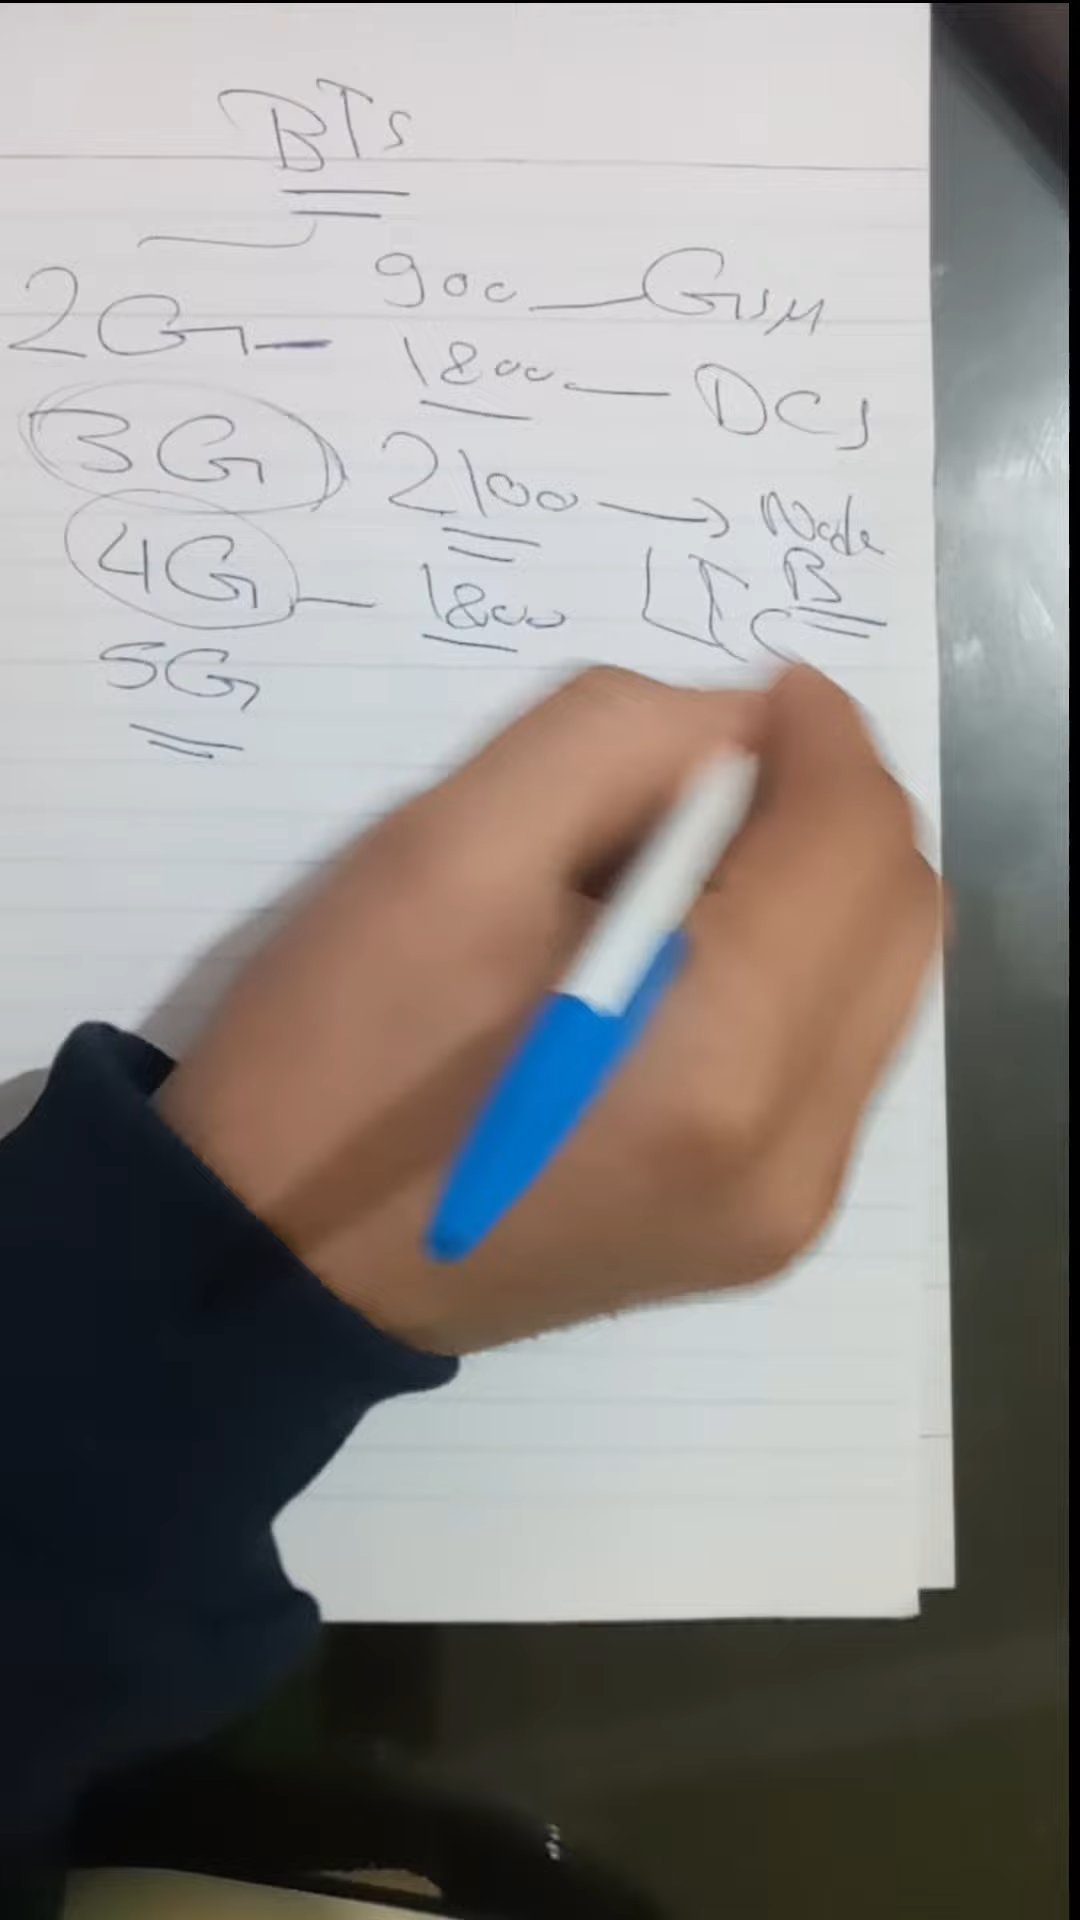 BTS
2G - 900 - GSM
1800 - DCS
3G 2100 → Node B
4G - 1800 LTE
5G